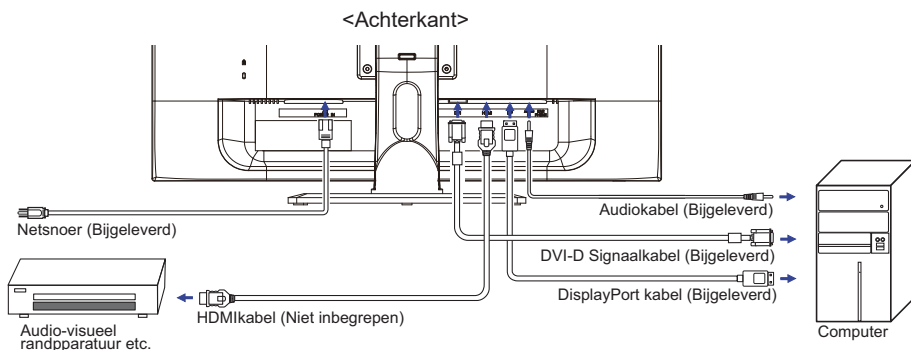 <Achterkant>
Audiokabel (Bijgeleverd)
Netsnoer (Bijgeleverd)
DVI-D Signaalkabel (Bijgeleverd)
DisplayPort kabel (Bijgeleverd)
HDMIkabel (Niet inbegrepen)
Audio-visueel
randpparatuur etc.
Computer